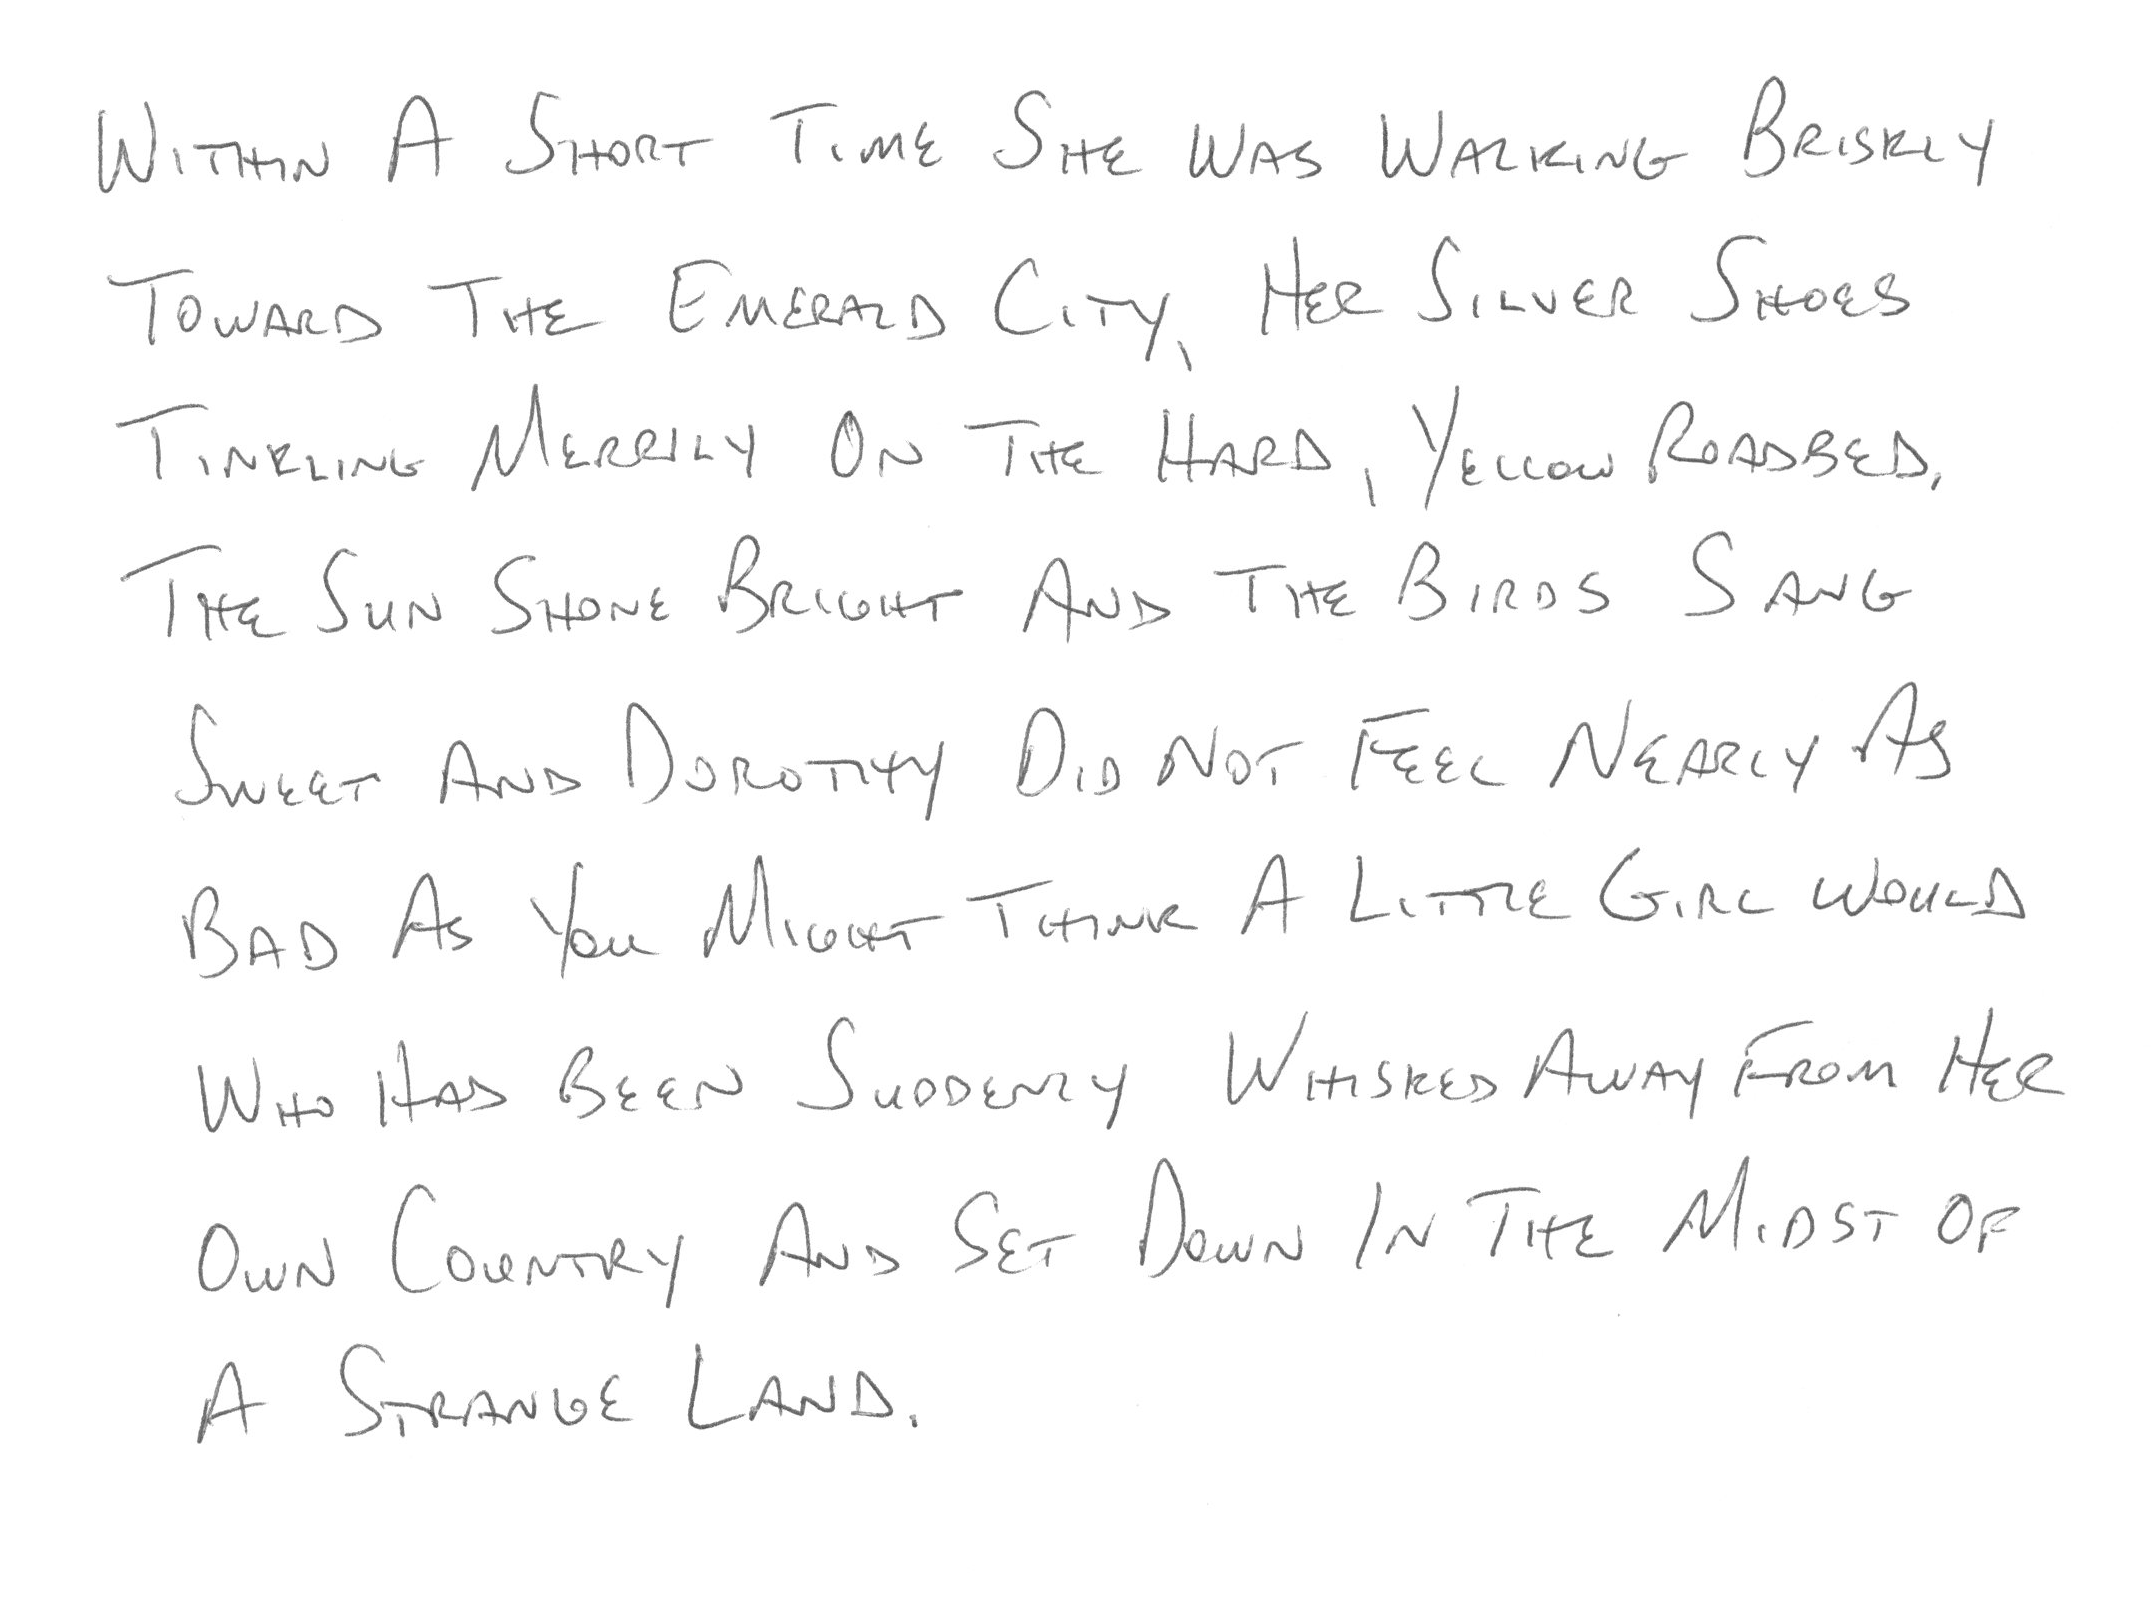 Within A Short Time She Was Walking Briskly
Toward The Emerald City, Her Silver Shoes
Tinkling Merrily On The Hard, Yellow Roadbed.
The Sun Shone Bright And The Birds Sang
Sweet And Dorothy Did Not Feel Nearly As
Bad As You Might Think A Little Girl Would
Who Had Been Suddenly Whisked Away From Her
Own Country And Set Down In The Midst Of
A Strange Land.